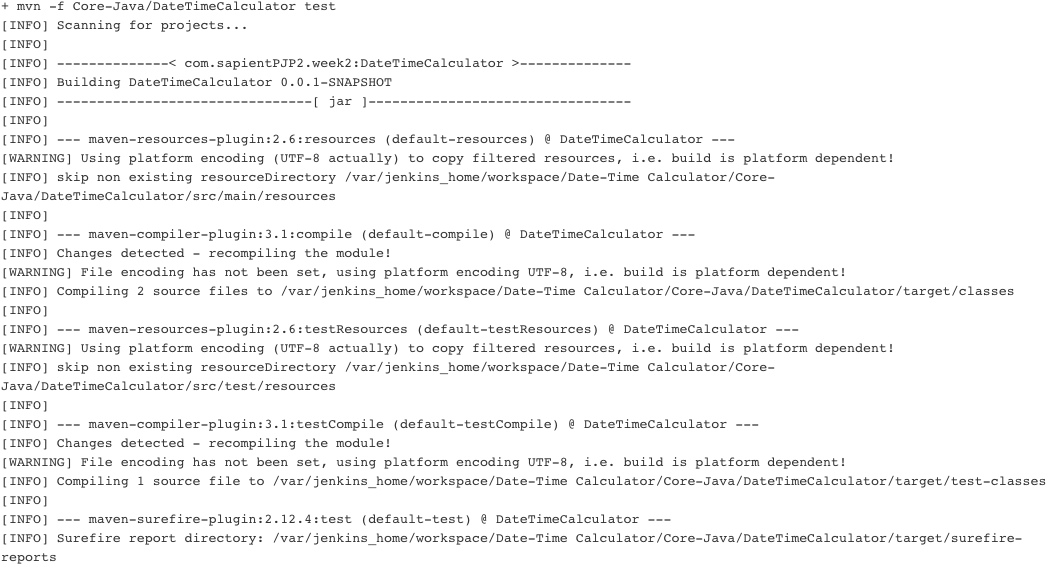 + mvn -f Core-Java/DateTimeCalculator test
[INFO] Scanning for projects...
[INFO]
[INFO] --------------< com.sapientPJP2.week2:DateTimeCalculator >--------------
[INFO] Building DateTimeCalculator 0.0.1-SNAPSHOT
[INFO] --------------------------------[ jar ]---------------------------------
[INFO]
[INFO] --- maven-resources-plugin:2.6:resources (default-resources) @ DateTimeCalculator ---
[WARNING] Using platform encoding (UTF-8 actually) to copy filtered resources, i.e. build is platform dependent!
[INFO] skip non existing resourceDirectory /var/jenkins_home/workspace/Date-Time Calculator/Core-
Java/DateTimeCalculator/src/main/resources
[INFO]
[INFO] --- maven-compiler-plugin:3.1:compile (default-compile) @ DateTimeCalculator ---
[INFO] Changes detected - recompiling the module!
[WARNING] File encoding has not been set, using platform encoding UTF-8, i.e. build is platform dependent!
[INFO] Compiling 2 source files to /var/jenkins_home/workspace/Date-Time Calculator/Core-Java/DateTimeCalculator/target/classes
[INFO]
[INFO] --- maven-resources-plugin:2.6:testResources (default-testResources) @ DateTimeCalculator ---
[WARNING] Using platform encoding (UTF-8 actually) to copy filtered resources, i.e. build is platform dependent!
[INFO] skip non existing resourceDirectory /var/jenkins_home/workspace/Date-Time Calculator/Core-
Java/DateTimeCalculator/src/test/resources
[INFO]
[INFO] --- maven-compiler-plugin:3.1:testCompile (default-testCompile) @ DateTimeCalculator ---
[INFO] Changes detected - recompiling the module!
[WARNING] File encoding has not been set, using platform encoding UTF-8, i.e. build is platform dependent!
[INFO] Compiling 1 source file to /var/jenkins_home/workspace/Date-Time Calculator/Core-Java/DateTimeCalculator/target/test-classes
[INFO]
[INFO] --- maven-surefire-plugin:2.12.4:test (default-test) @ DateTimeCalculator ---
[INFO] Surefire report directory: /var/jenkins_home/workspace/Date-Time Calculator/Core-Java/DateTimeCalculator/target/surefire-
reports